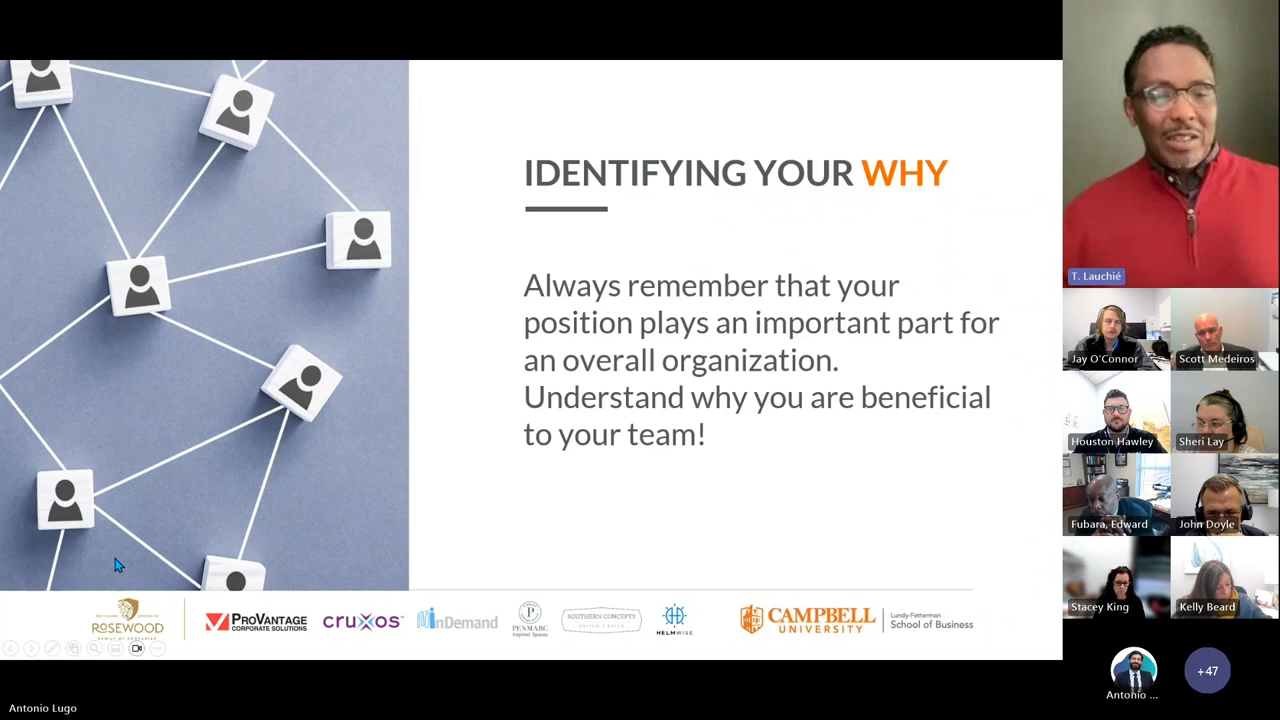 IDENTIFYING YOUR WHY
Always remember that your
position plays an important part for
an overall organization.
Understand why you are beneficial
to your team!
ROSEWOOD
PROVANTAGE
CORPORATE SOLUTIONS
cruxos
inDemand
P
PENMARC
Inspired Spaces
SOUTHERN CONCEPTS
HELMWISE
CAMPBELL
UNIVERSITY
Lundy-Fetterman
School of Business
T. Lauchié
Jay O'Connor
Scott Medeiros
Houston Hawley
Sheri Lay
Fubara, Edward
John Doyle
Stacey King
Kelly Beard
Antonio ...
+47
Antonio Lugo